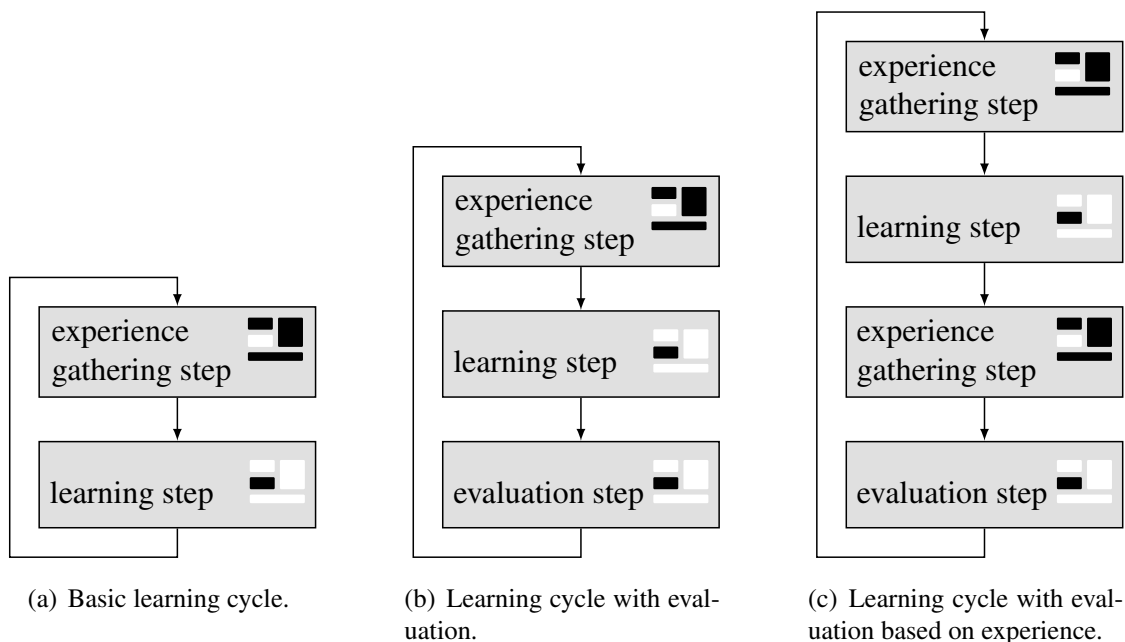 experience
gathering step
learning step
(a) Basic learning cycle.
experience
gathering step
learning step
evaluation step
(b) Learning cycle with eval-
uation.
experience
gathering step
learning step
experience
gathering step
evaluation step
(c) Learning cycle with eval-
uation based on experience.